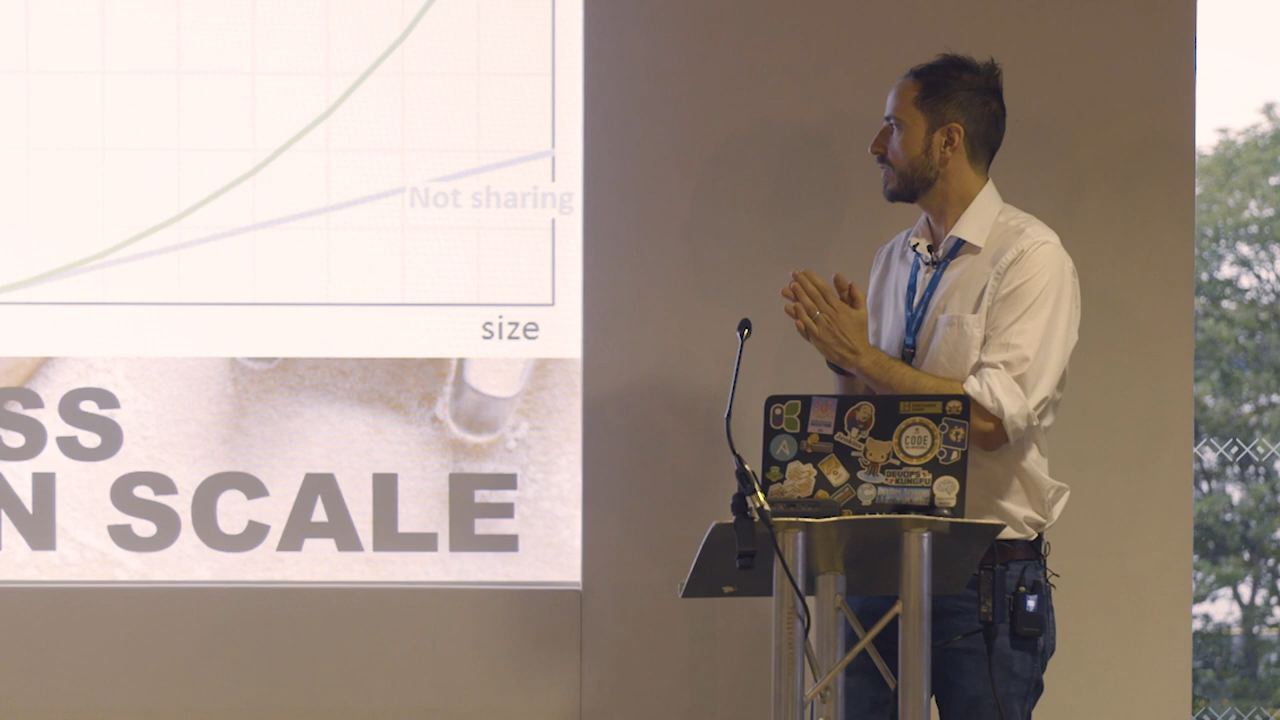 Not sharing
size
SS
N SCALE
CODE
DEVOPS
KUNGFU